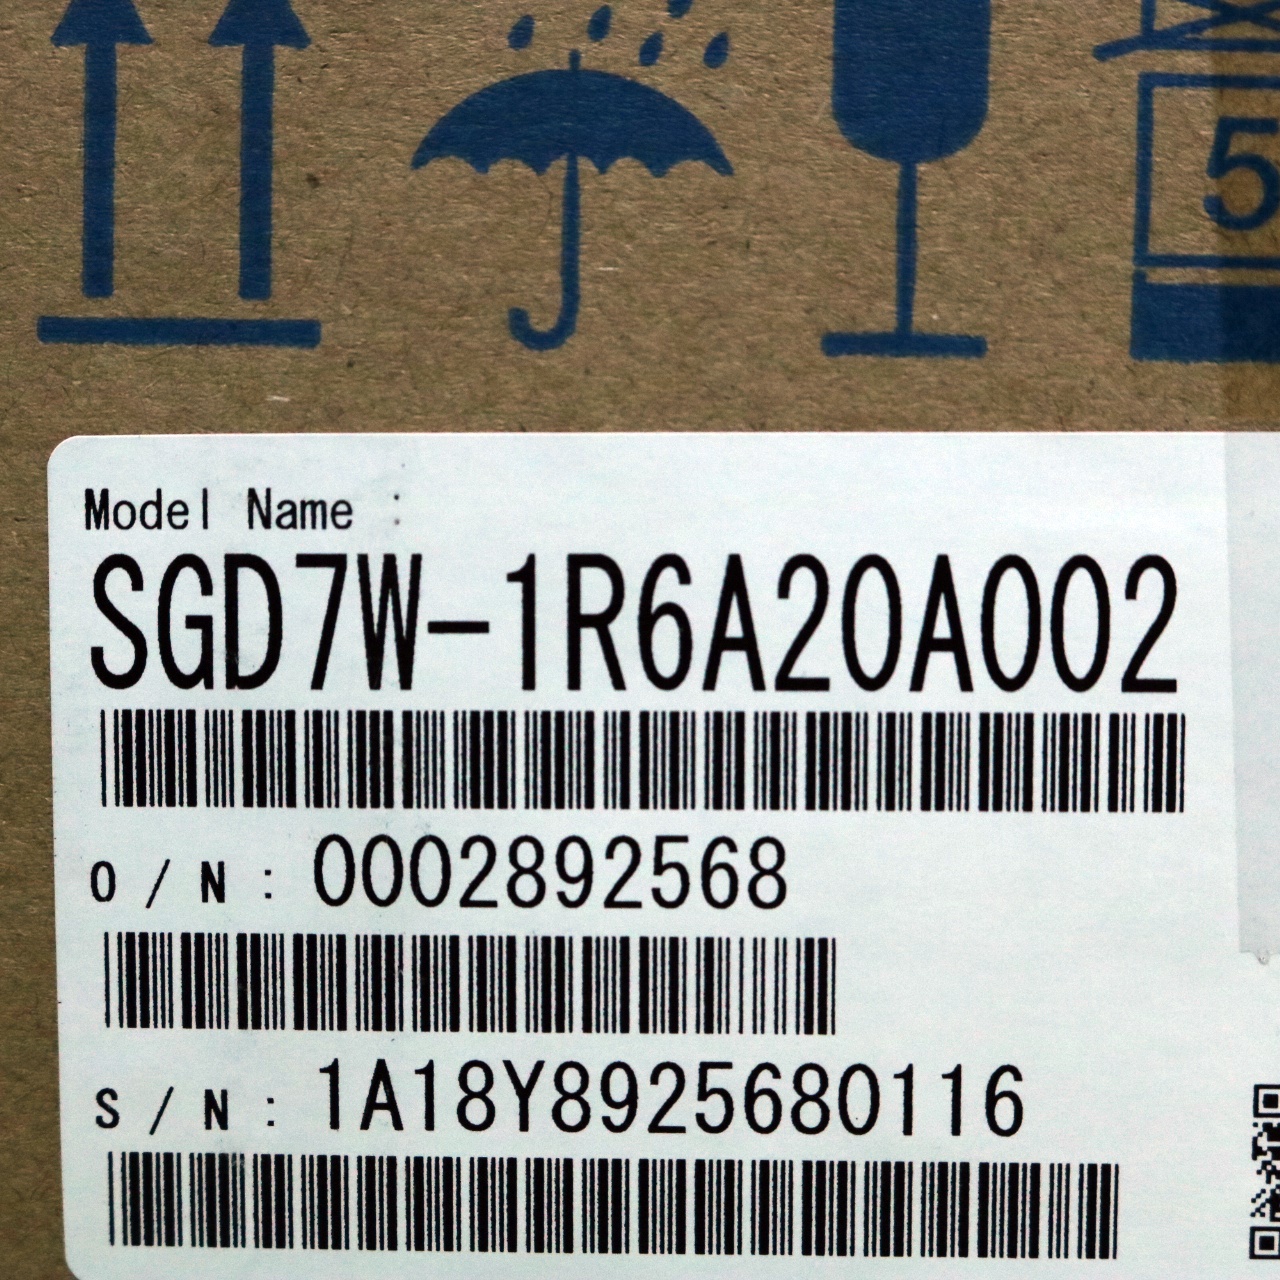 5
Model Name :
SGD7W-1R6A20A002
O / N : 0002892568
S / N : 1A18Y8925680116